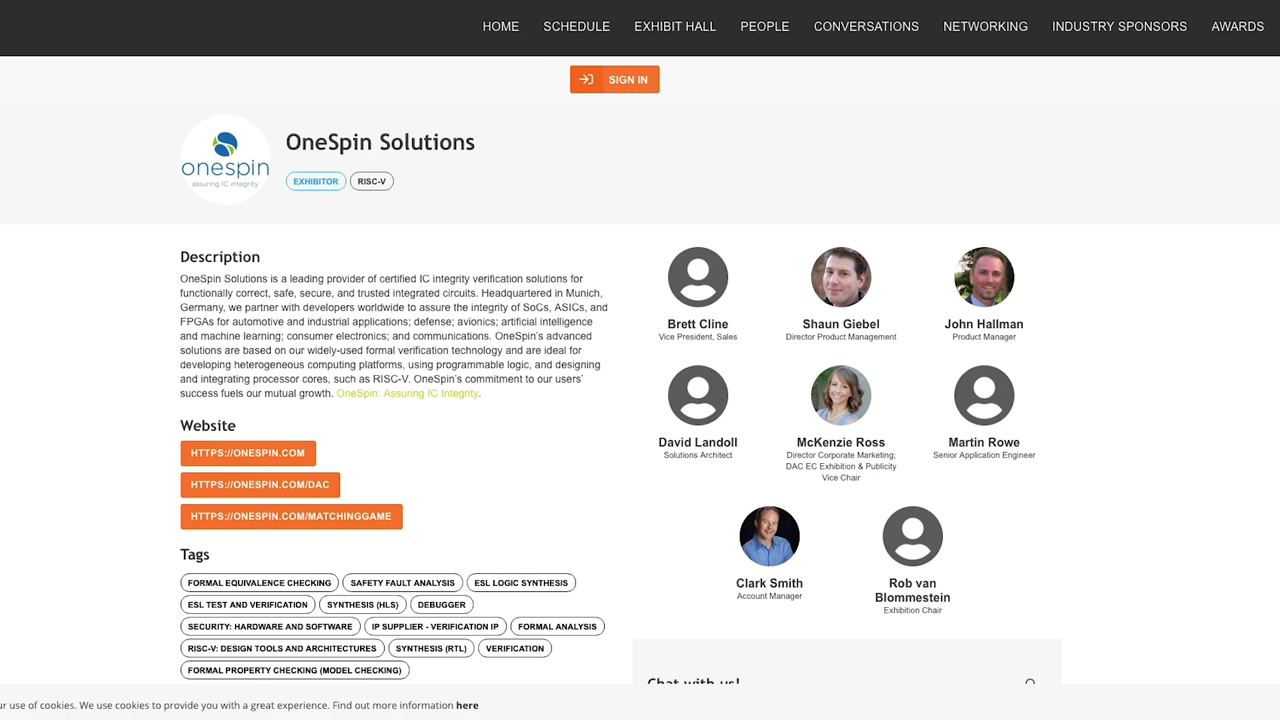 HOME SCHEDULE EXHIBIT HALL PEOPLE CONVERSATIONS NETWORKING INDUSTRY SPONSORS AWARDS
SIGN IN
onespin
assuring IC integrity
OneSpin Solutions
EXHIBITOR RISC-V
Description
OneSpin Solutions is a leading provider of certified IC integrity verification solutions for
functionally correct, safe, secure, and trusted integrated circuits. Headquartered in Munich,
Germany, we partner with developers worldwide to assure the integrity of SoCs, ASICs, and
FPGAs for automotive and industrial applications; defense; avionics; artificial intelligence
and machine learning; consumer electronics; and communications. OneSpin's advanced
solutions are based on our widely-used formal verification technology and are ideal for
developing heterogeneous computing platforms, using programmable logic, and designing
and integrating processor cores, such as RISC-V. OneSpin's commitment to our users'
success fuels our mutual growth. OneSpin: Assuring IC Integrity.
Website
HTTPS://ONESPIN.COM
HTTPS://ONESPIN.COM/DAC
HTTPS://ONESPIN.COM/MATCHINGGAME
Tags
FORMAL EQUIVALENCE CHECKING SAFETY FAULT ANALYSIS ESL LOGIC SYNTHESIS
ESL TEST AND VERIFICATION SYNTHESIS (HLS) DEBUGGER
SECURITY: HARDWARE AND SOFTWARE IP SUPPLIER - VERIFICATION IP FORMAL ANALYSIS
RISC-V: DESIGN TOOLS AND ARCHITECTURES SYNTHESIS (RTL) VERIFICATION
FORMAL PROPERTY CHECKING (MODEL CHECKING)
Brett Cline
Vice President, Sales
Shaun Giebel
Director Product Management
John Hallman
Product Manager
David Landoll
Solutions Architect
McKenzie Ross
Director Corporate Marketing;
DAC EC Exhibition & Publicity
Vice Chair
Martin Rowe
Senior Application Engineer
Clark Smith
Account Manager
Rob van
Blommestein
Exhibition Chair
Chat with us!
ur use of cookies. We use cookies to provide you with a great experience. Find out more information here